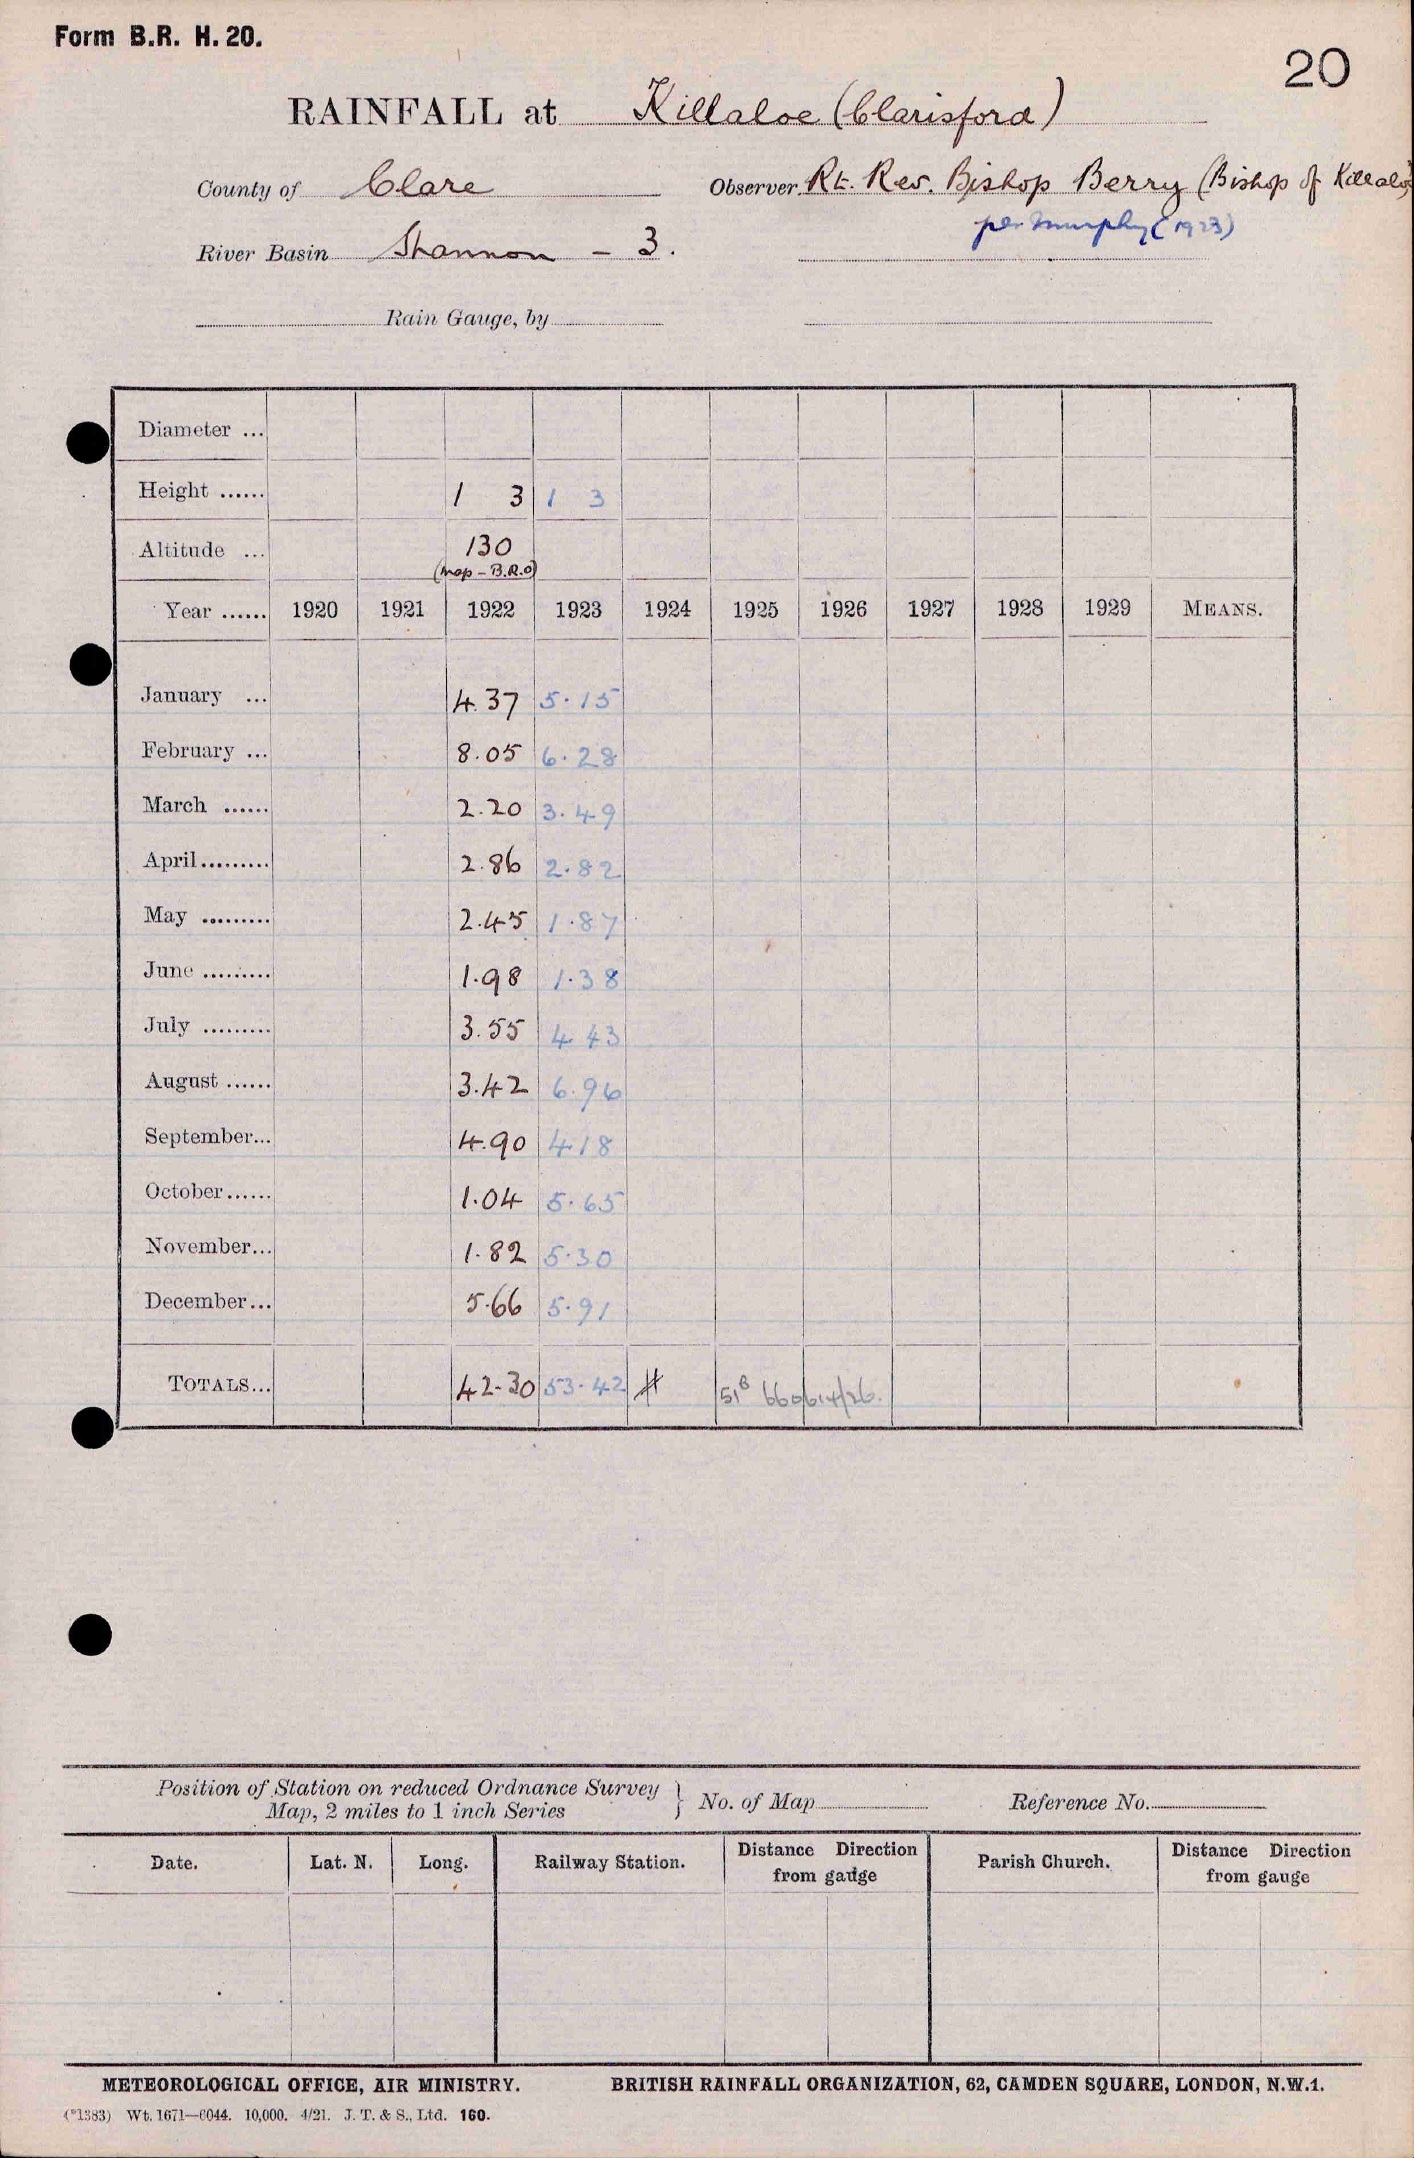 Form B.R. H. 20.
20
RAINFALL at Killaloe (Clarisford)
County of Clare Observer Rt. Rev. Bishop Berry (Bishop of Killaloe)
per Murphy (1923)
River Basin Shannon - 3.
Rain Gauge, by
Diameter ...
Height ...... 1 3 1 3
Altitude ... 130
(Map - B.R.O)
Year ...... 1920 1921 1922 1923 1924 1925 1926 1927 1928 1929 MEANS.
January ... 4.37 5.15
February ... 8.05 6.28
March ...... 2.20 3.49
April......... 2.86 2.82
May ......... 2.45 1.87
June ......... 1.98 1.38
July ......... 3.55 4.43
August ...... 3.42 6.96
September... 4.90 4.18
October...... 1.04 5.65
November... 1.82 5.30
December... 5.66 5.91
TOTALS... 42.30 53.42 # 51B
Position of Station on reduced Ordnance Survey
Map, 2 miles to 1 inch Series } No. of Map Reference No.
Date. Lat. N. Long. Railway Station. Distance Direction
from gauge Parish Church. Distance Direction
from gauge
METEOROLOGICAL OFFICE, AIR MINISTRY. BRITISH RAINFALL ORGANIZATION, 62, CAMDEN SQUARE, LONDON, N.W.1.
(*1383) Wt. 1671—6044. 10,000. 4/21. J. T. & S., Ltd. 160.